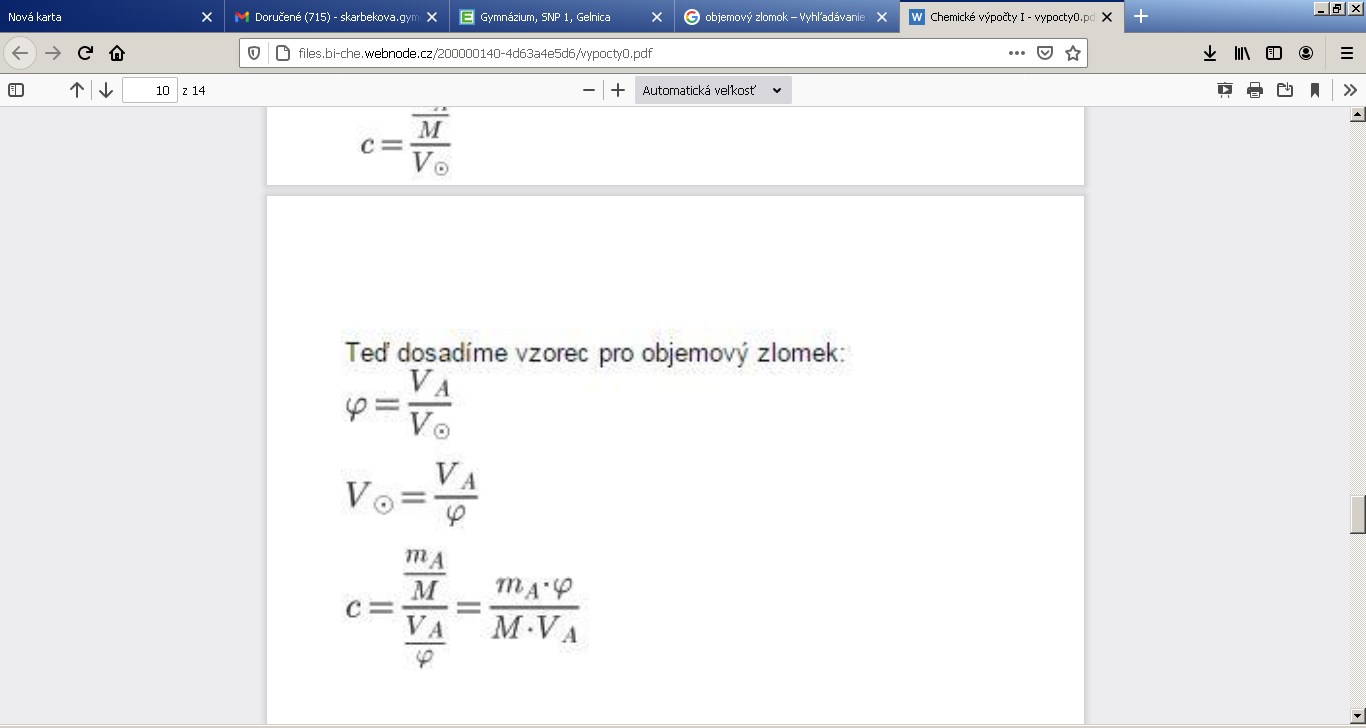 Nová karta
Doručené (715) - skarbekova.gym
Gymnázium, SNP 1, Gelnica
objemový zlomok – Vyhľadávanie
Chemické výpočty I - vypocty0.pd
files.bi-che.webnode.cz/200000140-4d63a4e5d6/vypocty0.pdf
10 z 14
Automatická veľkosť
c = (M) / V⊙
Teď dosadíme vzorec pro objemový zlomek:
φ = V_A / V⊙
V⊙ = V_A / φ
c = (m_A / M) / (V_A / φ) = (m_A · φ) / (M · V_A)